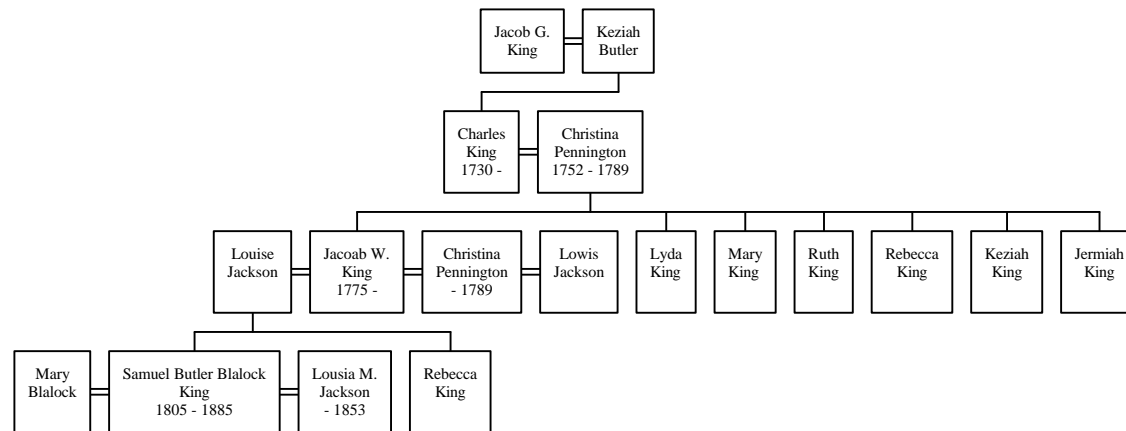 Jacob G.
King
Keziah
Butler
Charles
King
1730 -
Christina
Pennington
1752 - 1789
Louise
Jackson
Jacoab W.
King
1775 -
Christina
Pennington
- 1789
Lowis
Jackson
Lyda
King
Mary
King
Ruth
King
Rebecca
King
Keziah
King
Jermiah
King
Mary
Blalock
Samuel Butler Blalock
King
1805 - 1885
Lousia M.
Jackson
- 1853
Rebecca
King